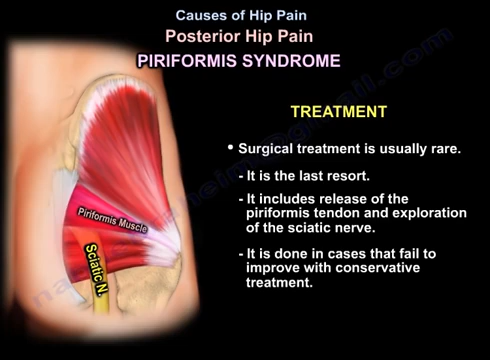 Causes of Hip Pain
Posterior Hip Pain
PIRIFORMIS SYNDROME
TREATMENT
• Surgical treatment is usually rare.
- It is the last resort.
- It includes release of the
piriformis tendon and exploration
of the sciatic nerve.
- It is done in cases that fail to
improve with conservative
treatment.
Piriformis Muscle
Sciatic N.